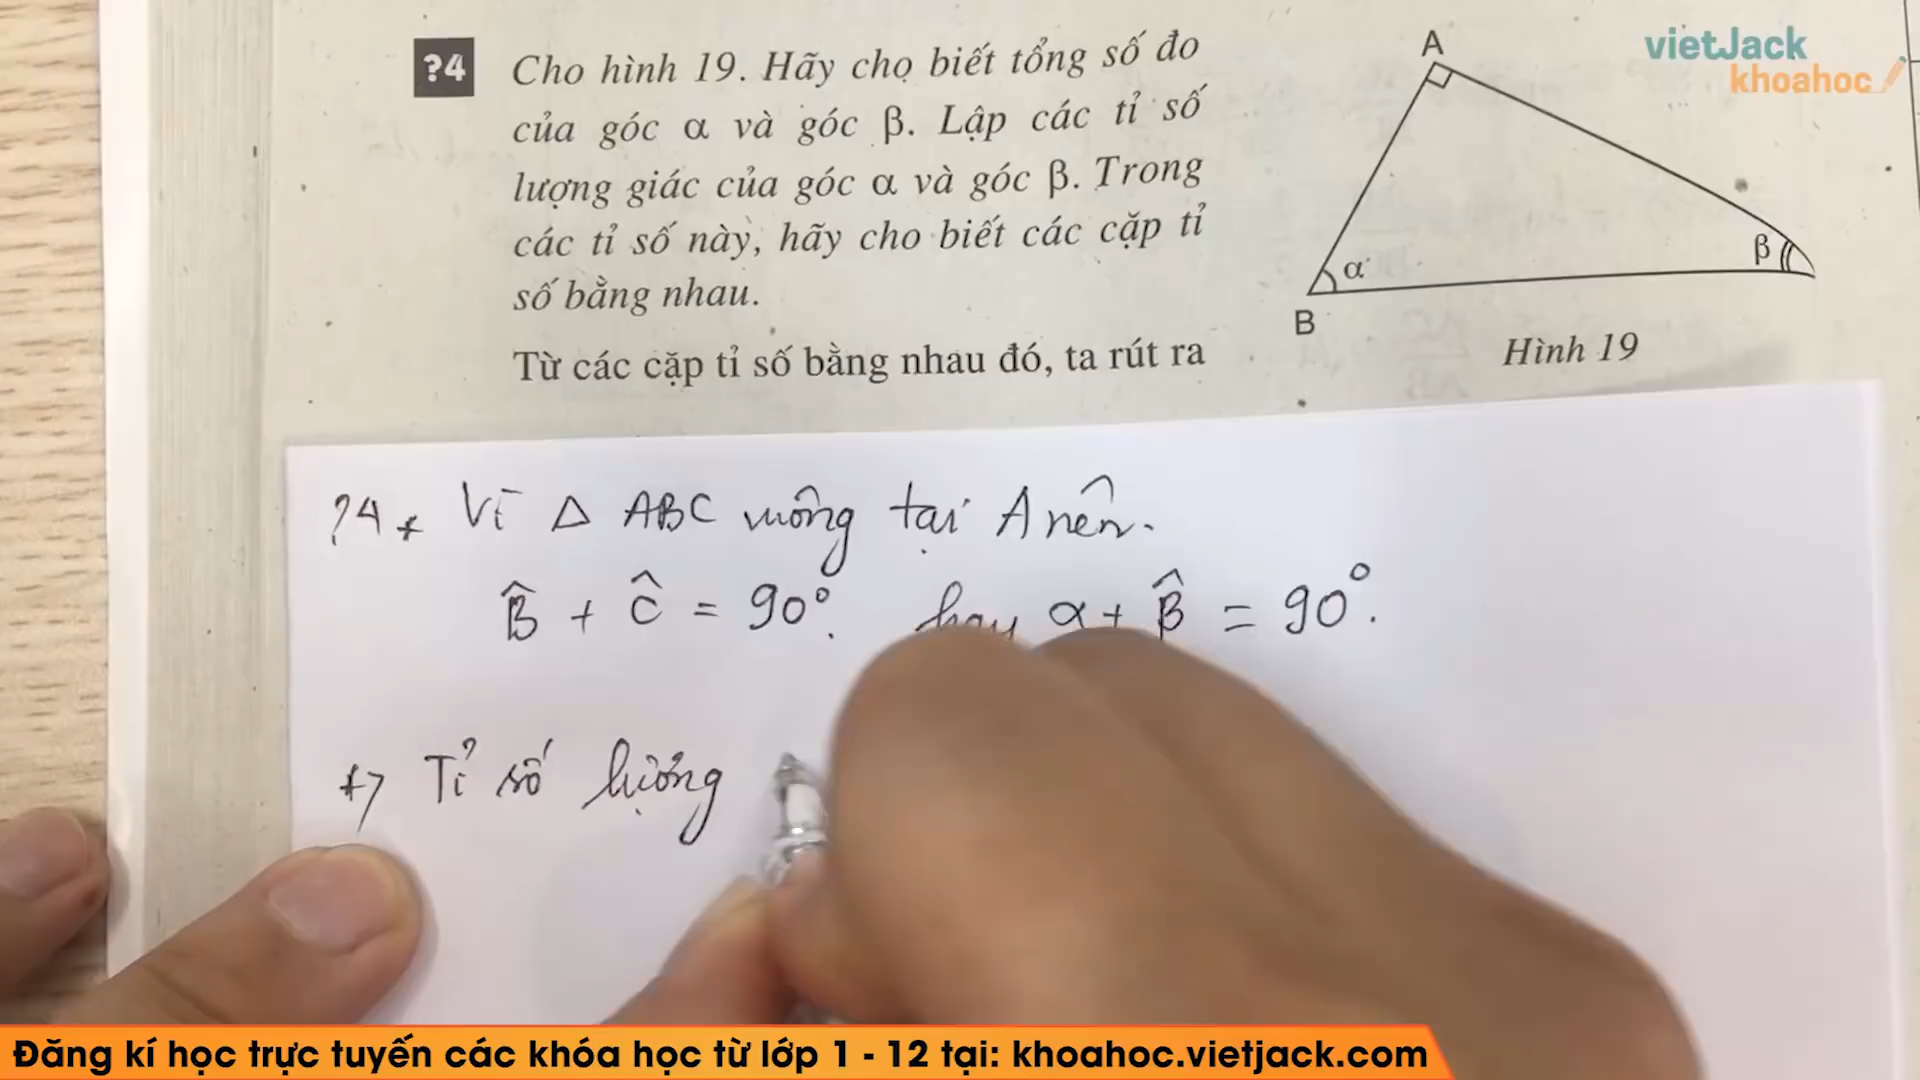 ?4 Cho hình 19. Hãy cho biết tổng số đo
của góc α và góc β. Lập các tỉ số
lượng giác của góc α và góc β. Trong
các tỉ số này, hãy cho biết các cặp tỉ
số bằng nhau.
Từ các cặp tỉ số bằng nhau đó, ta rút ra
A
α
β
B
Hình 19
vietJack
khoahoc
?4 * Vì Δ ABC vuông tại A nên.
B̂ + Ĉ = 90°. hay α + β̂ = 90°.
+) Tỉ số lượng
Đăng kí học trực tuyến các khóa học từ lớp 1 - 12 tại: khoahoc.vietjack.com